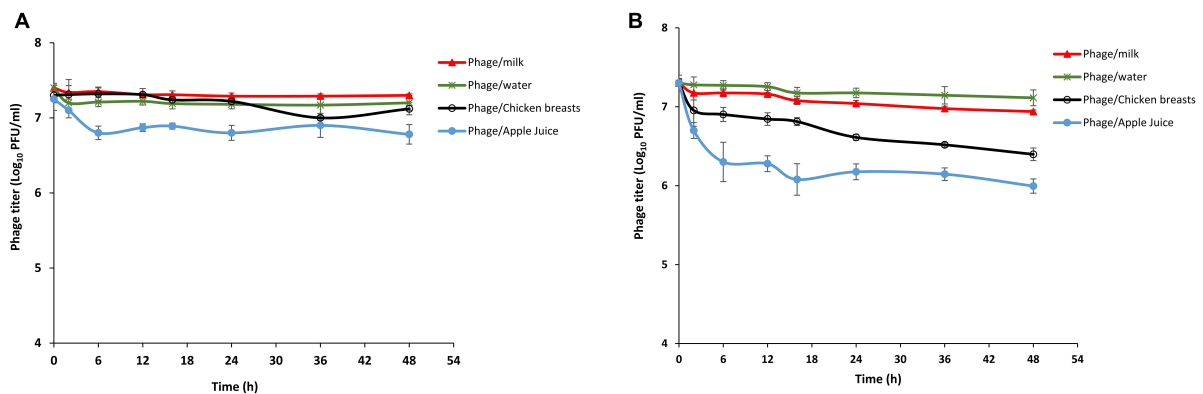 A
8
7
6
5
4
0 6 12 18 24 30 36 42 48 54
Phage titer (Log10 PFU/ml)
Time (h)
Phage/milk
Phage/water
Phage/Chicken breasts
Phage/Apple Juice
B
8
7
6
5
4
0 6 12 18 24 30 36 42 48 54
Phage titer (Log10 PFU/ml)
Time (h)
Phage/milk
Phage/water
Phage/Chicken breasts
Phage/Apple Juice